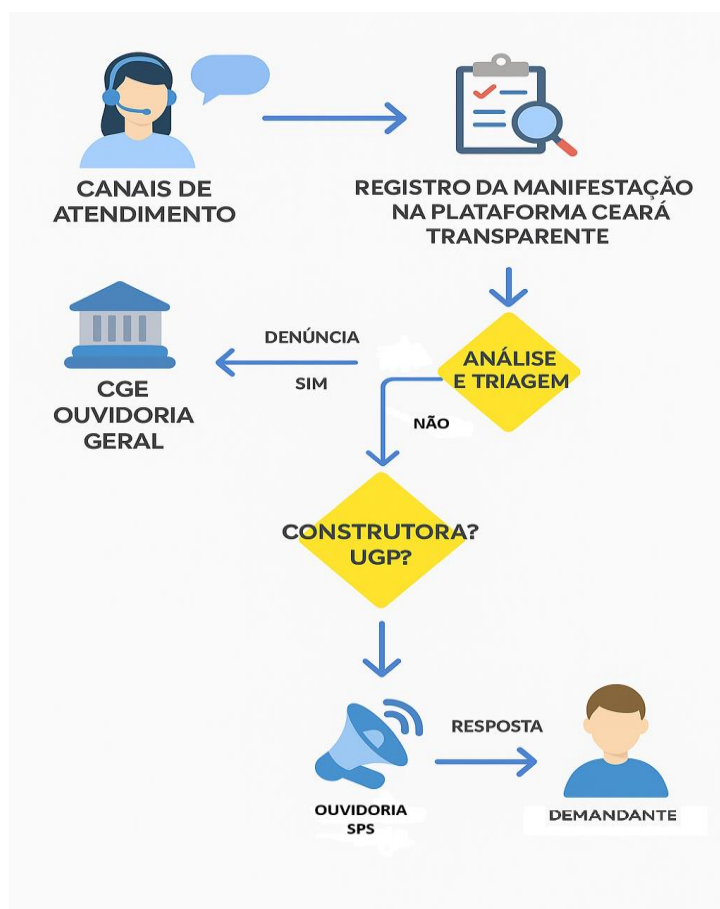 CANAIS DE
ATENDIMENTO
REGISTRO DA MANIFESTAÇĂO
NA PLATAFORMA CEARÁ
TRANSPARENTE
DENÚNCIA
SIM
ANÁLISE
E TRIAGEM
CGE
OUVIDORIA
GERAL
NÃO
CONSTRUTORA?
UGP?
RESPOSTA
OUVIDORIA
SPS
DEMANDANTE